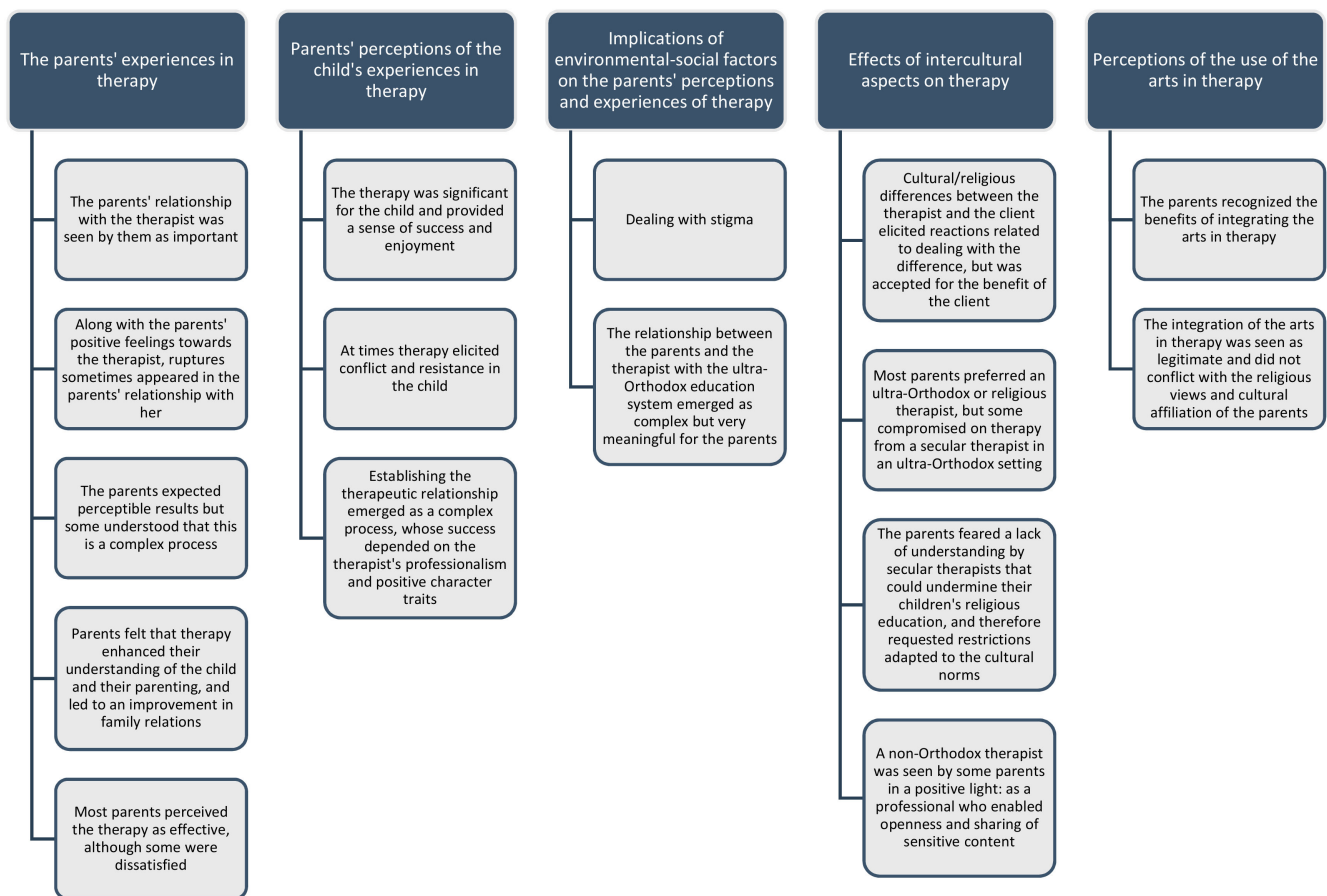 The parents' experiences in
therapy
The parents' relationship
with the therapist was
seen by them as important
Along with the parents'
positive feelings towards
the therapist, ruptures
sometimes appeared in the
parents' relationship with
her
The parents expected
perceptible results but
some understood that this
is a complex process
Parents felt that therapy
enhanced their
understanding of the child
and their parenting, and
led to an improvement in
family relations
Most parents perceived
the therapy as effective,
although some were
dissatisfied
Parents' perceptions of the
child's experiences in
therapy
The therapy was significant
for the child and provided
a sense of success and
enjoyment
At times therapy elicited
conflict and resistance in
the child
Establishing the
therapeutic relationship
emerged as a complex
process, whose success
depended on the
therapist's professionalism
and positive character
traits
Implications of
environmental-social factors
on the parents' perceptions
and experiences of therapy
Dealing with stigma
The relationship between
the parents and the
therapist with the ultra-
Orthodox education
system emerged as
complex but very
meaningful for the parents
Effects of intercultural
aspects on therapy
Cultural/religious
differences between the
therapist and the client
elicited reactions related
to dealing with the
difference, but was
accepted for the benefit of
the client
Most parents preferred an
ultra-Orthodox or religious
therapist, but some
compromised on therapy
from a secular therapist in
an ultra-Orthodox setting
The parents feared a lack
of understanding by
secular therapists that
could undermine their
children's religious
education, and therefore
requested restrictions
adapted to the cultural
norms
A non-Orthodox therapist
was seen by some parents
in a positive light: as a
professional who enabled
openness and sharing of
sensitive content
Perceptions of the use of the
arts in therapy
The parents recognized the
benefits of integrating the
arts in therapy
The integration of the arts
in therapy was seen as
legitimate and did not
conflict with the religious
views and cultural
affiliation of the parents